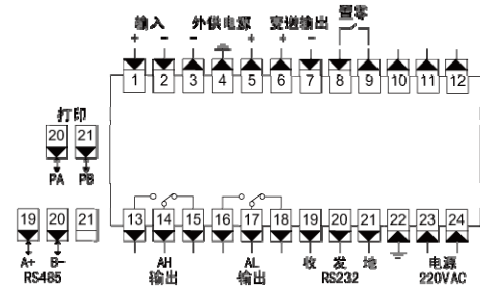 置零
输入 外供电源 变送输出
+ - - + + -
1 2 3 4 5 6 7 8 9 10 11 12
打印
20 21
PA PB
19 20 21 13 14 15 16 17 18 19 20 21 22 23 24
A+ B- AH AL 收 发 地 电源
RS485 输出 输出 RS232 220VAC